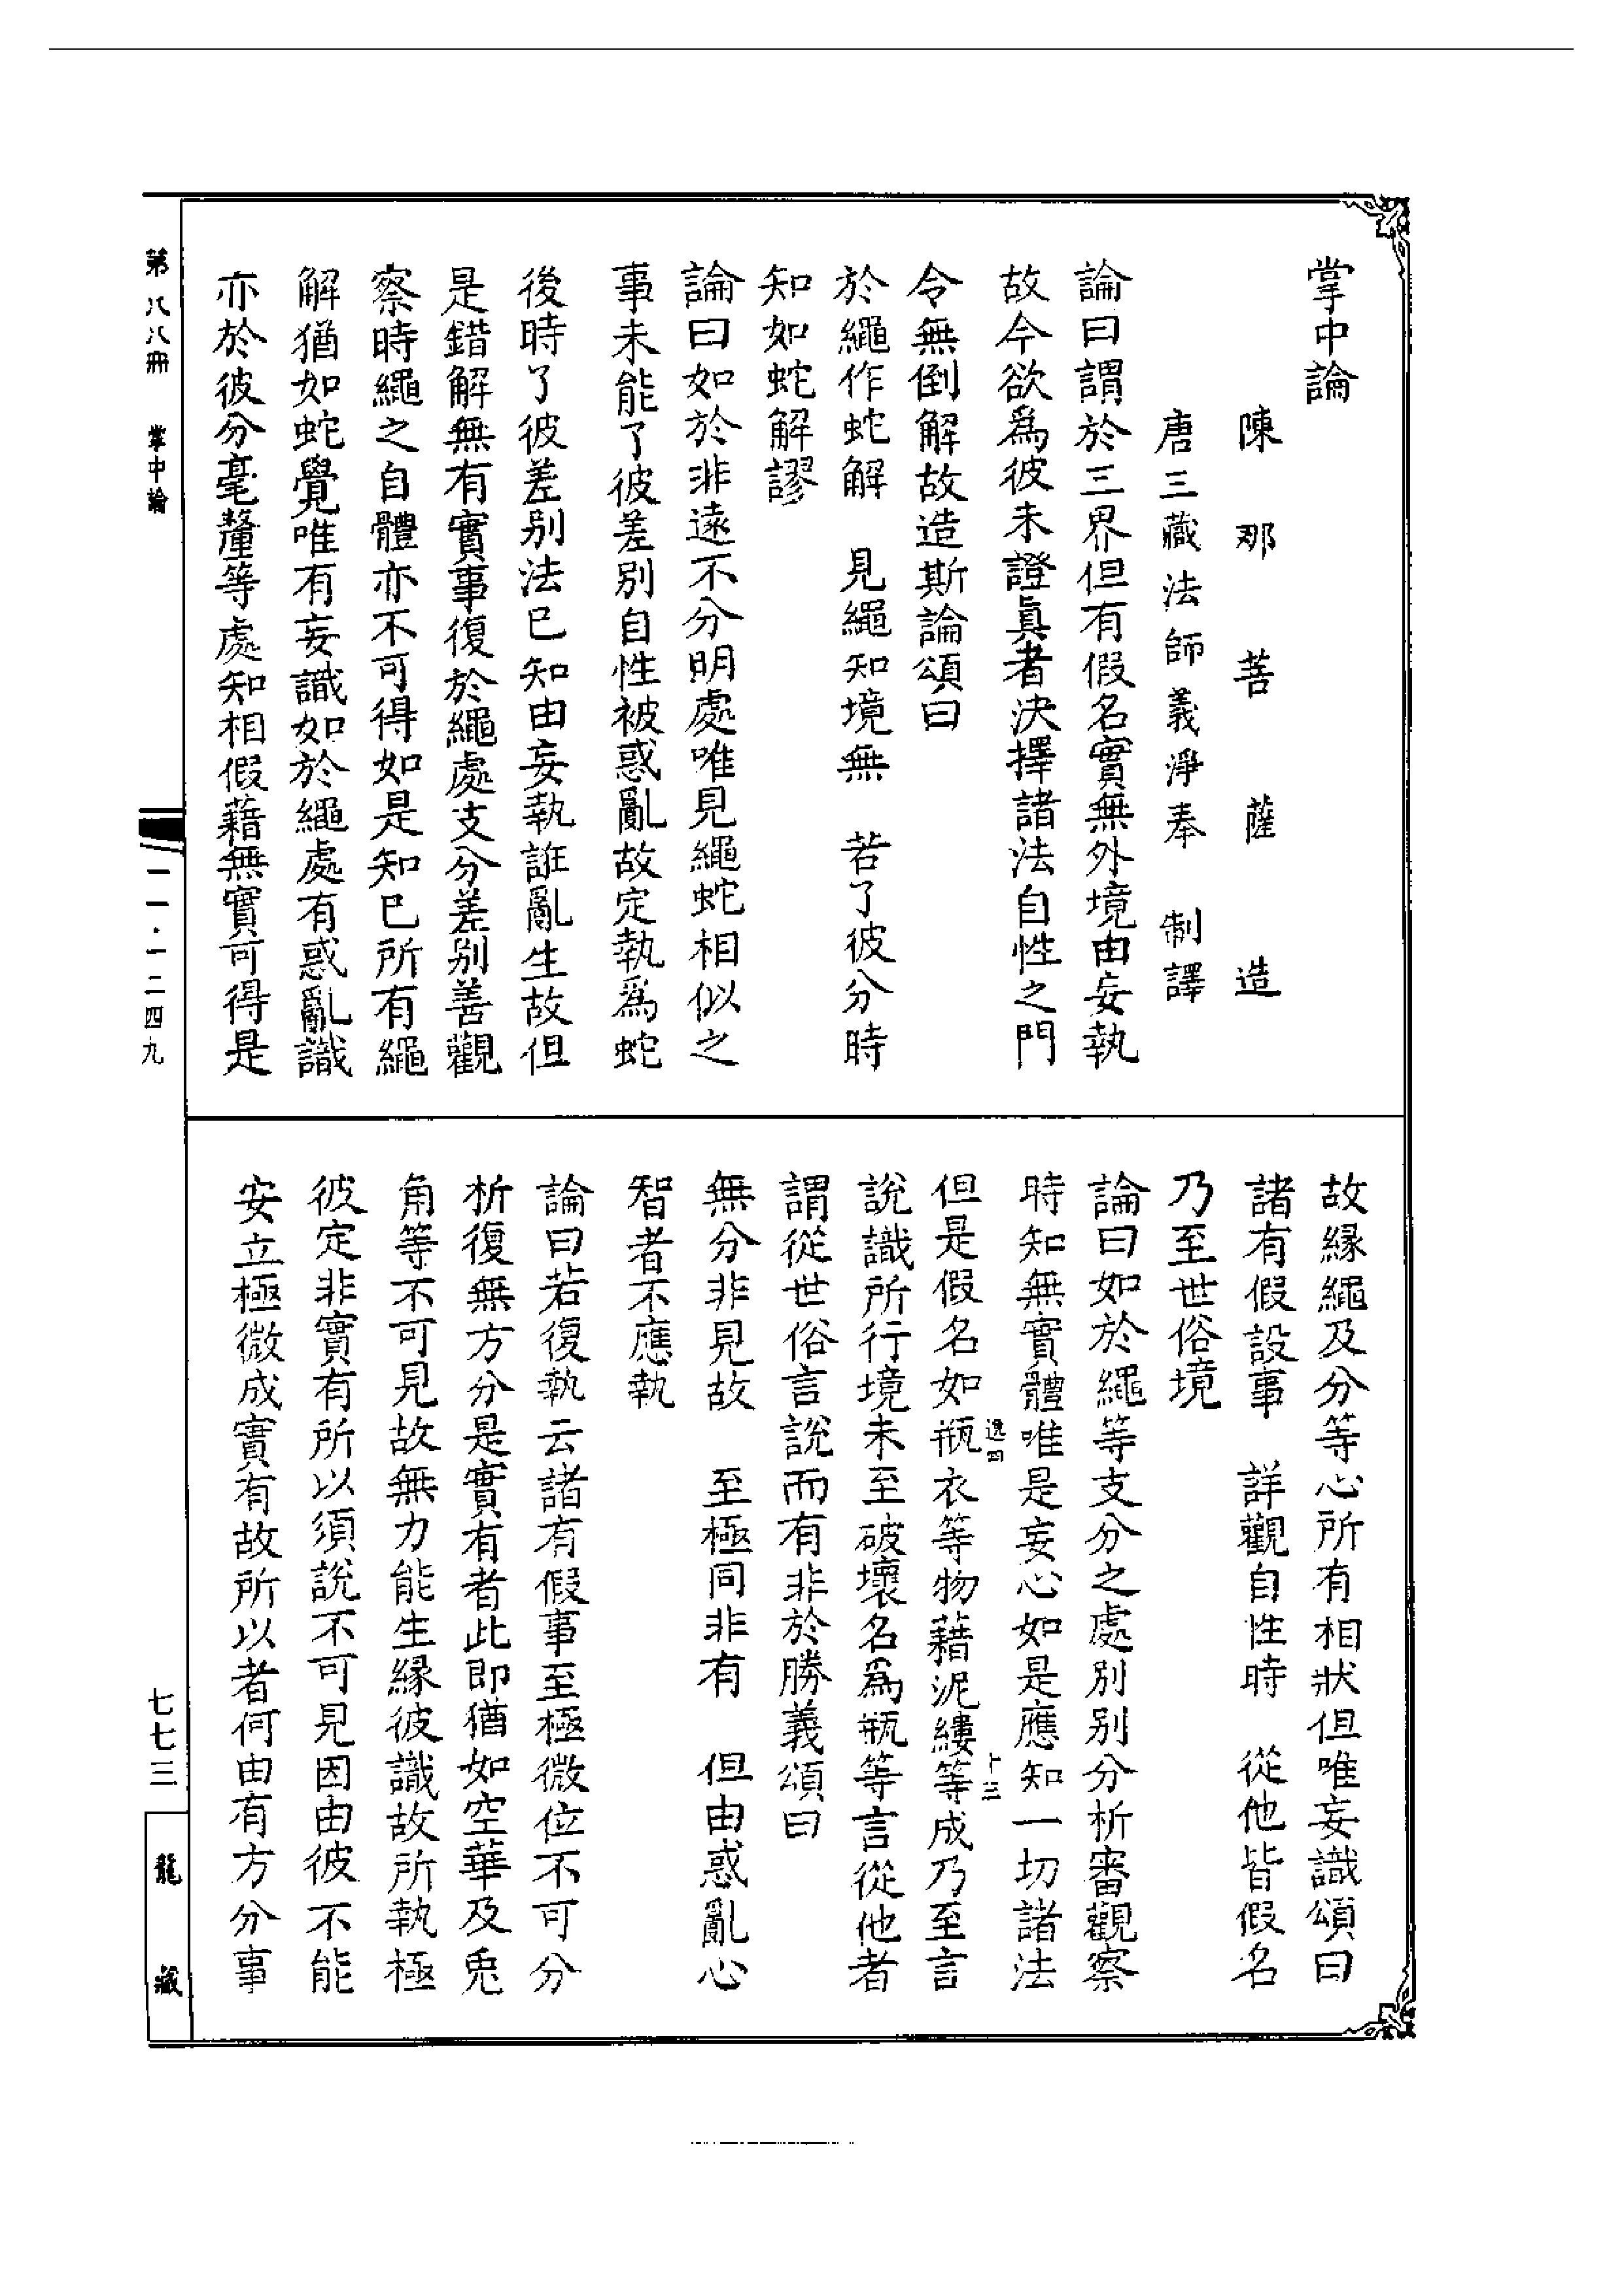 掌中論
陳那菩薩造
唐三藏法師義淨奉制譯
論曰謂於三界但有假名實無外境由妄執
故今欲爲彼未證眞者決擇諸法自性之門
令無倒解故造斯論頌曰
於繩作蛇解　見繩知境無　若了彼分時
知如蛇解謬
論曰如於非遠不分明處唯見繩蛇相似之
事未能了彼差別自性被惑亂故定執爲蛇
後時了彼差别法已知由妄執誑亂生故但
是錯解無有實事復於繩處支分差别善觀
察時繩之自體亦不可得如是知已所有繩
解猶如蛇覺唯有妄識如於繩處有惑亂識
亦於彼分毫釐等處知相假藉無實可得是
故緣繩及分等心所有相狀但唯妄識頌曰
諸有假設事　詳觀自性時　從他皆假名
乃至世俗境
論曰如於繩等支分之處別别分析審觀察
時知無實體唯是妄心如是應知一切諸法
但是假名如瓶衣等物藉泥縷等成乃至言
說識所行境未至破壞名爲瓶等言從他者
謂從世俗言說而有非於勝義頌曰
無分非見故　至極同非有　但由惑亂心
智者不應執
論曰若復執云諸有假事至極微位不可分
析復無方分是實有者此即猶如空華及兎
角等不可見故無力能生緣彼識故所執極
彼定非實有所以須說不可見因由彼不能
安立極微成實有故所以者何由有方分事
第八八冊　掌中論
一一·一二四九
七七三
龍藏
逸四
十三